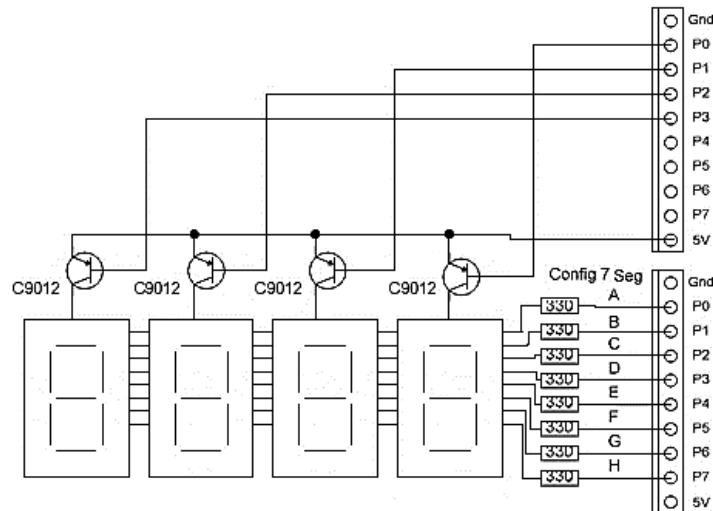 Gnd
P0
P1
P2
P3
P4
P5
P6
P7
5V
C9012 C9012 C9012 C9012
Config 7 Seg
Gnd
A
330
P0
B
330
P1
C
330
P2
D
330
P3
E
330
P4
F
330
P5
G
330
P6
H
330
P7
5V